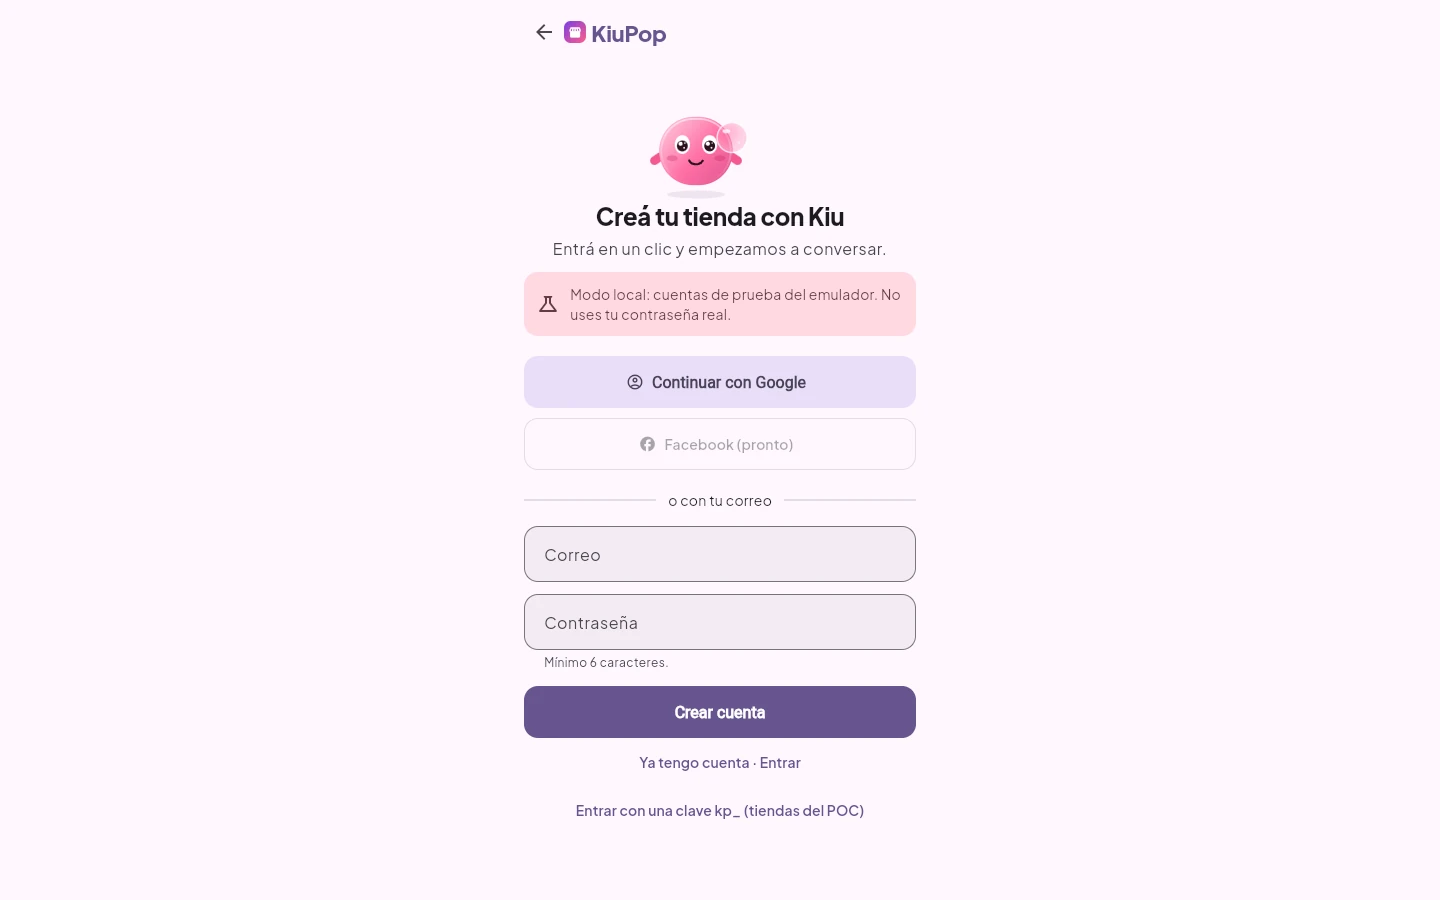 KiuPop
Creá tu tienda con Kiu
Entrá en un clic y empezamos a conversar.
Modo local: cuentas de prueba del emulador. No
uses tu contraseña real.
Continuar con Google
Facebook (pronto)
o con tu correo
Correo
Contraseña
Mínimo 6 caracteres.
Crear cuenta
Ya tengo cuenta · Entrar
Entrar con una clave kp_ (tiendas del POC)